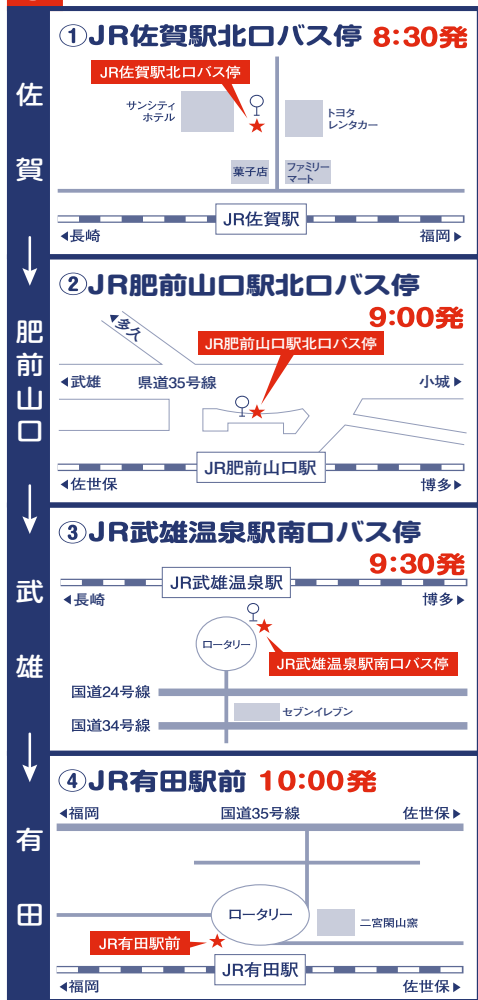 佐賀
↓
肥前山口
↓
武雄
↓
有田
①JR佐賀駅北口バス停 8:30発
JR佐賀駅北口バス停
サンシティ
ホテル
トヨタ
レンタカー
菓子店
ファミリー
マート
JR佐賀駅
◀長崎
福岡▶
②JR肥前山口駅北口バス停
9:00発
◀多久
JR肥前山口駅北口バス停
◀武雄
県道35号線
小城▶
JR肥前山口駅
◀佐世保
博多▶
③JR武雄温泉駅南口バス停
9:30発
JR武雄温泉駅
◀長崎
博多▶
ロータリー
JR武雄温泉駅南口バス停
国道24号線
セブンイレブン
国道34号線
④JR有田駅前 10:00発
◀福岡
国道35号線
佐世保▶
ロータリー
二宮閑山窯
JR有田駅前
JR有田駅
◀福岡
佐世保▶